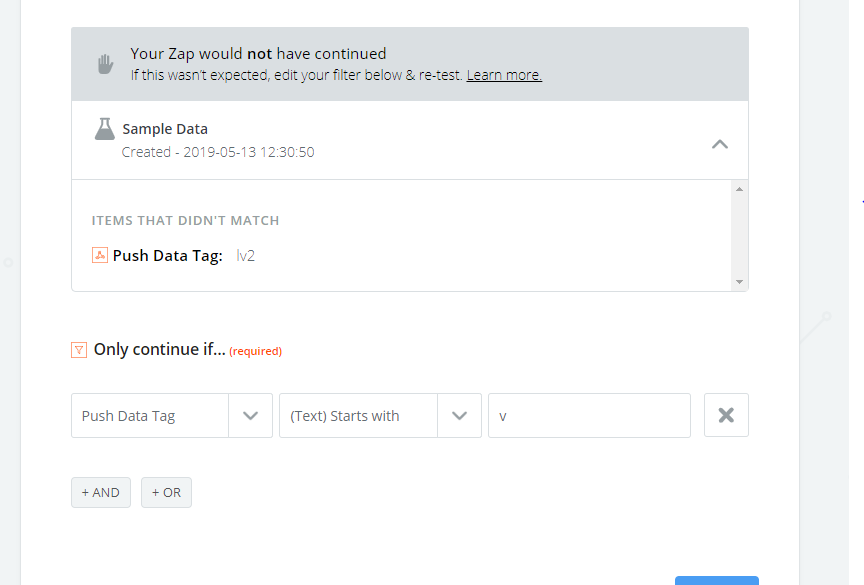 Your Zap would not have continued
If this wasn't expected, edit your filter below & re-test. Learn more.
Sample Data
Created - 2019-05-13 12:30:50
ITEMS THAT DIDN'T MATCH
Push Data Tag: lv2
Only continue if... (required)
Push Data Tag (Text) Starts with v
+ AND + OR